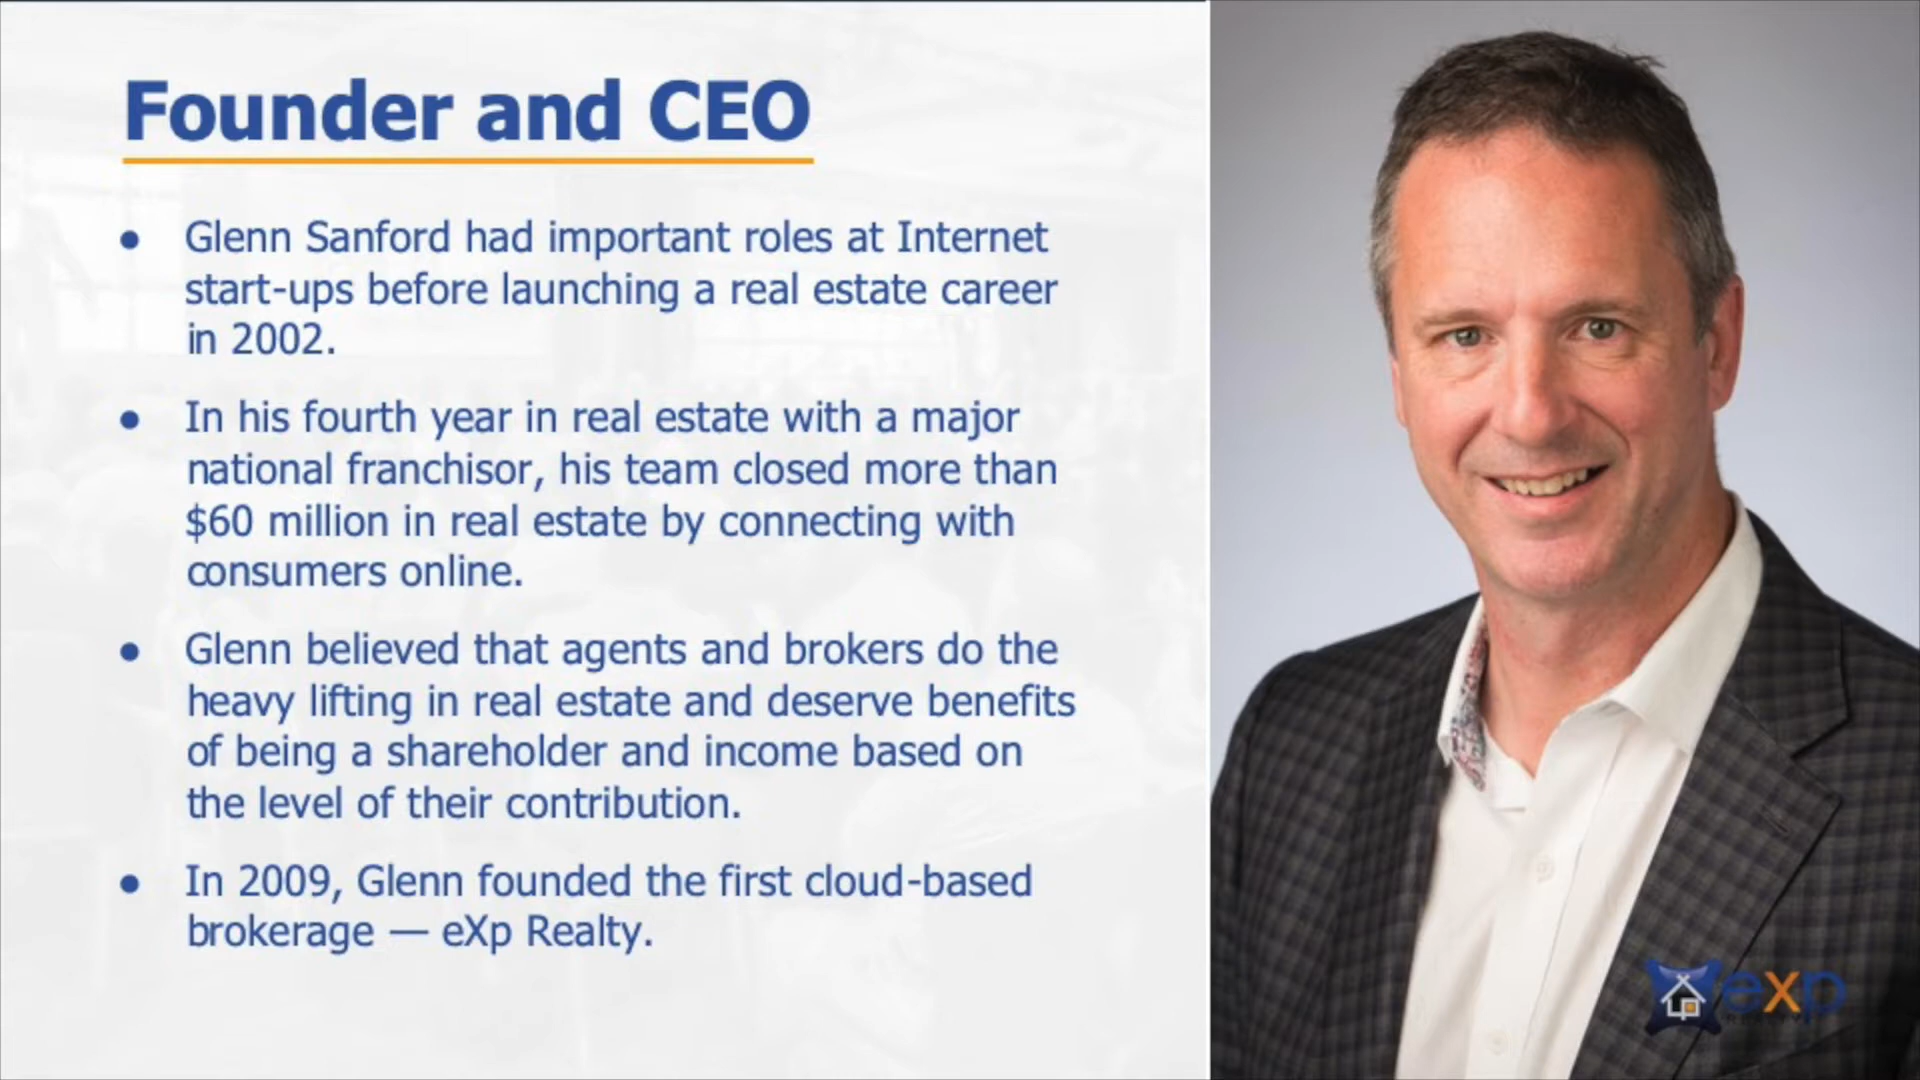 Founder and CEO
● Glenn Sanford had important roles at Internet
start-ups before launching a real estate career
in 2002.
● In his fourth year in real estate with a major
national franchisor, his team closed more than
$60 million in real estate by connecting with
consumers online.
● Glenn believed that agents and brokers do the
heavy lifting in real estate and deserve benefits
of being a shareholder and income based on
the level of their contribution.
● In 2009, Glenn founded the first cloud-based
brokerage — eXp Realty.
exp
REALTY